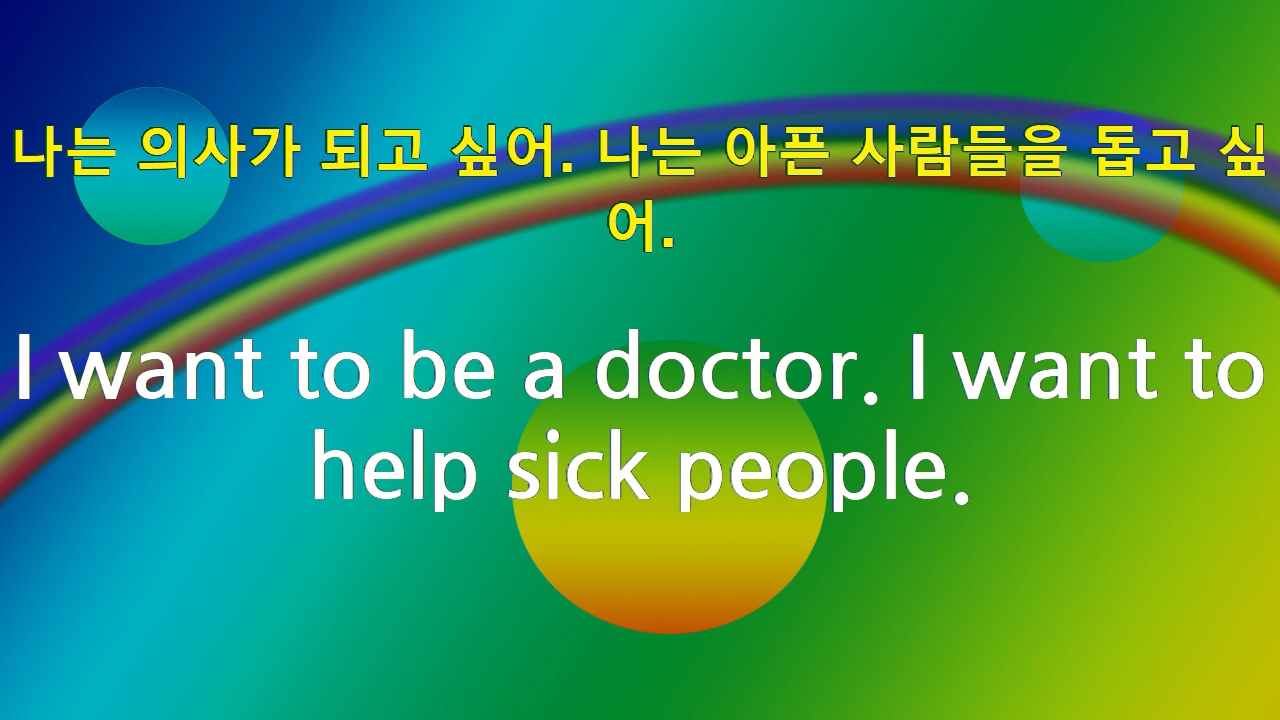 나는 의사가 되고 싶어. 나는 아픈 사람들을 돕고 싶
어.
I want to be a doctor. I want to
help sick people.